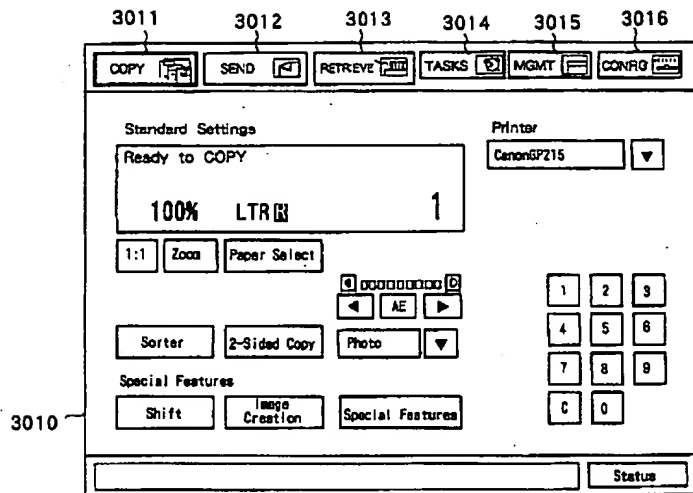 3011 3012 3013 3014 3015 3016
COPY SEND RETRIEVE TASKS MGMT CONFIG
Standard Settings Printer
Ready to COPY CanonGP215
100% LTR R 1
1:1 Zoom Paper Select
AE
1 2 3
Sorter 2-Sided Copy Photo 4 5 6
7 8 9
Special Features
3010 Shift Image Creation Special Features C 0
Status